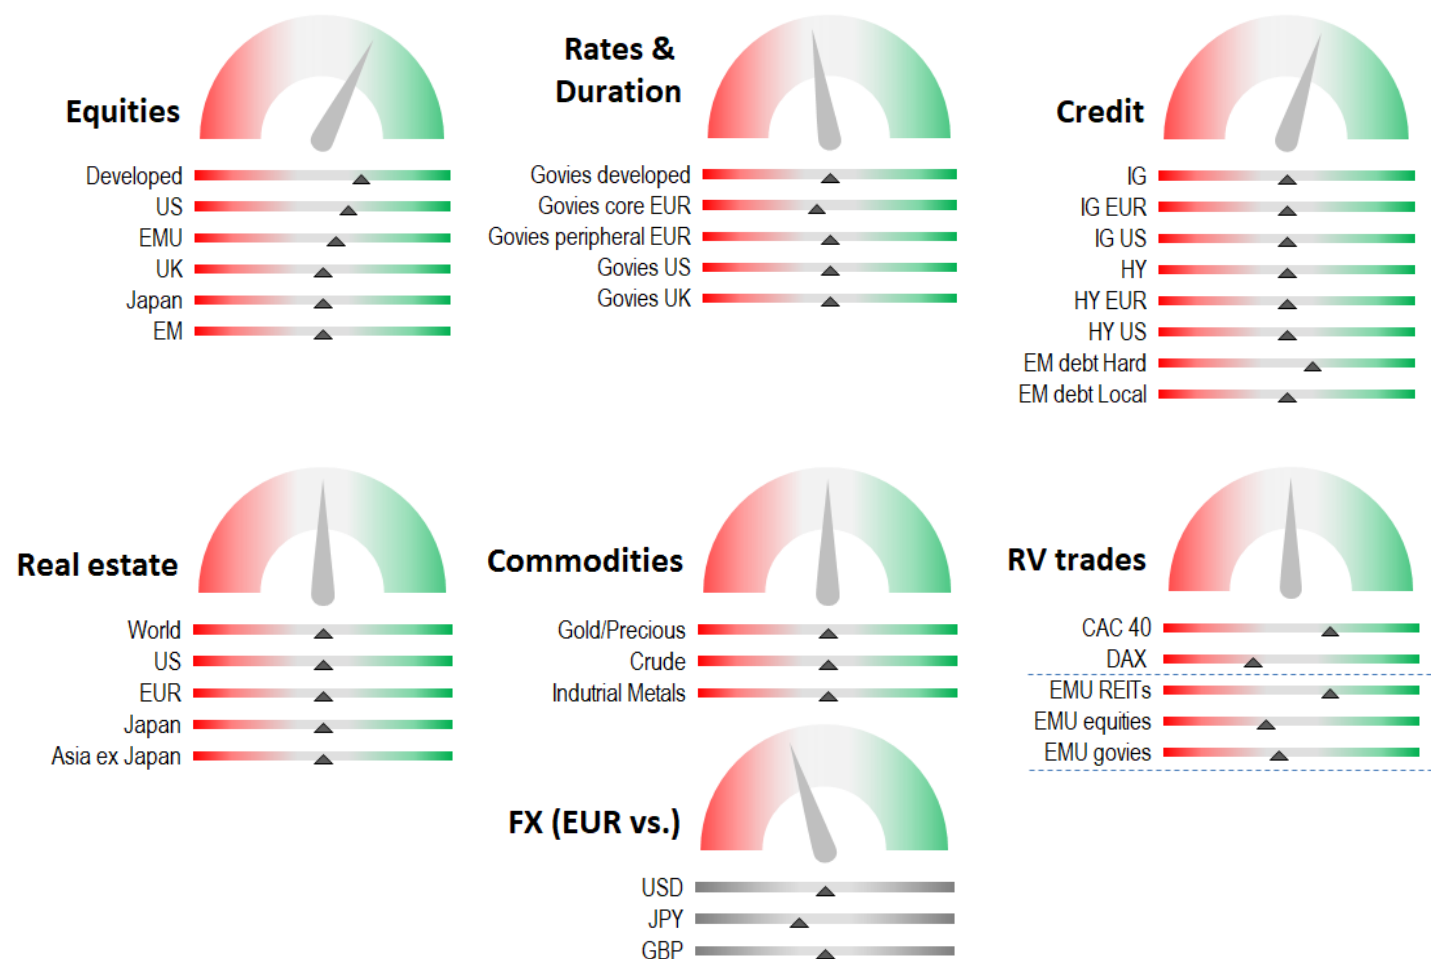 Equities
Developed
US
EMU
UK
Japan
EM
Rates &
Duration
Govies developed
Govies core EUR
Govies peripheral EUR
Govies US
Govies UK
Credit
IG
IG EUR
IG US
HY
HY EUR
HY US
EM debt Hard
EM debt Local
Real estate
World
US
EUR
Japan
Asia ex Japan
Commodities
Gold/Precious
Crude
Indutrial Metals
RV trades
CAC 40
DAX
EMU REITs
EMU equities
EMU govies
FX (EUR vs.)
USD
JPY
GBP